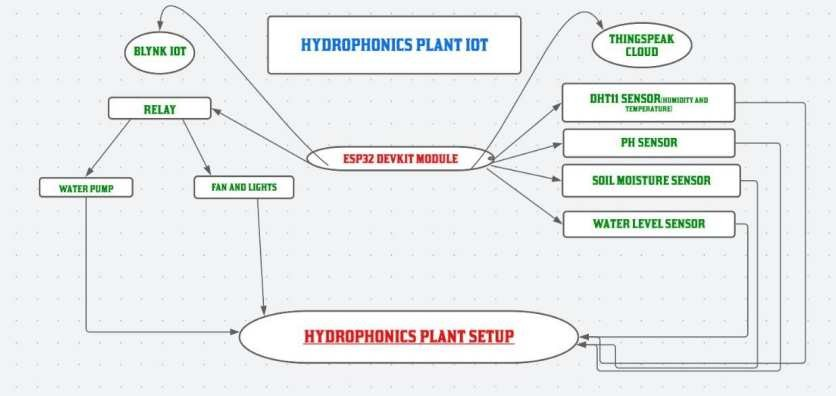 HYDROPHONICS PLANT IOT
BLYNK IOT
THINGSPEAK
CLOUD
RELAY
DHT11 SENSOR(HUMIDITY AND
TEMPERATURE)
PH SENSOR
ESP32 DEVKIT MODULE
WATER PUMP
FAN AND LIGHTS
SOIL MOISTURE SENSOR
WATER LEVEL SENSOR
HYDROPHONICS PLANT SETUP